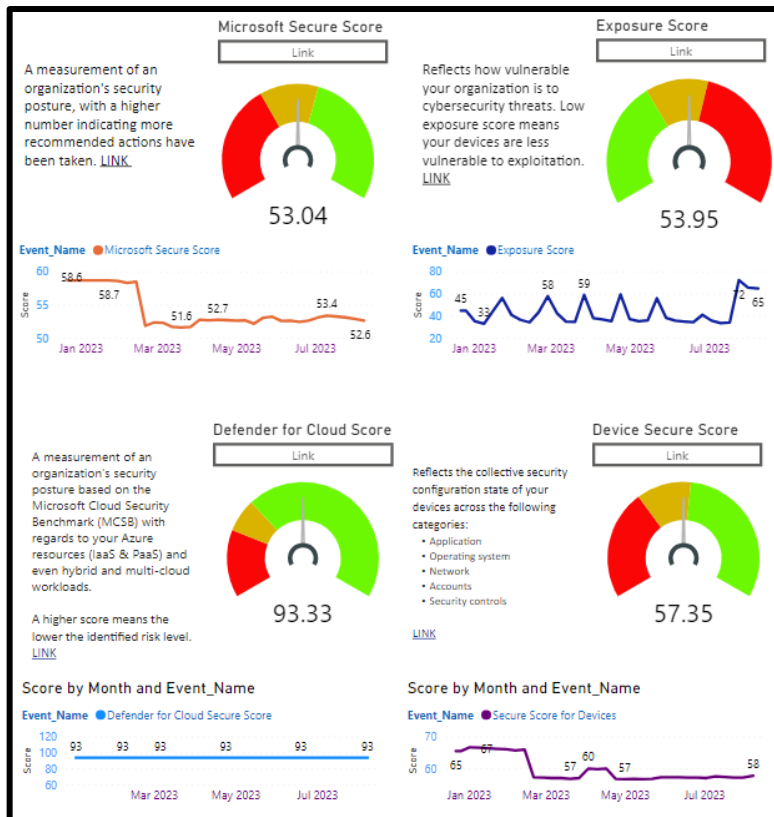 Microsoft Secure Score
Link
A measurement of an
organization's security
posture, with a higher
number indicating more
recommended actions have
been taken. LINK
53.04
Event_Name Microsoft Secure Score
Score
60
55
50
58.6
58.7
51.6
52.7
53.4
52.6
Jan 2023
Mar 2023
May 2023
Jul 2023
Exposure Score
Link
Reflects how vulnerable
your organization is to
cybersecurity threats. Low
exposure score means
your devices are less
vulnerable to exploitation.
LINK
53.95
Event_Name Exposure Score
Score
80
60
40
20
45
33
58
59
72
65
Jan 2023
Mar 2023
May 2023
Jul 2023
Defender for Cloud Score
Link
A measurement of an
organization's security
posture based on the
Microsoft Cloud Security
Benchmark (MCSB) with
regards to your Azure
resources (IaaS & PaaS) and
even hybrid and multi-cloud
workloads.
A higher score means the
lower the identified risk level.
LINK
93.33
Score by Month and Event_Name
Event_Name Defender for Cloud Secure Score
Score
120
100
80
60
93
93
93
93
93
93
Mar 2023
May 2023
Jul 2023
Device Secure Score
Link
Reflects the collective security
configuration state of your
devices across the following
categories:
• Application
• Operating system
• Network
• Accounts
• Security controls
LINK
57.35
Score by Month and Event_Name
Event_Name Secure Score for Devices
Score
70
60
65
67
57
60
57
58
Jan 2023
Mar 2023
May 2023
Jul 2023